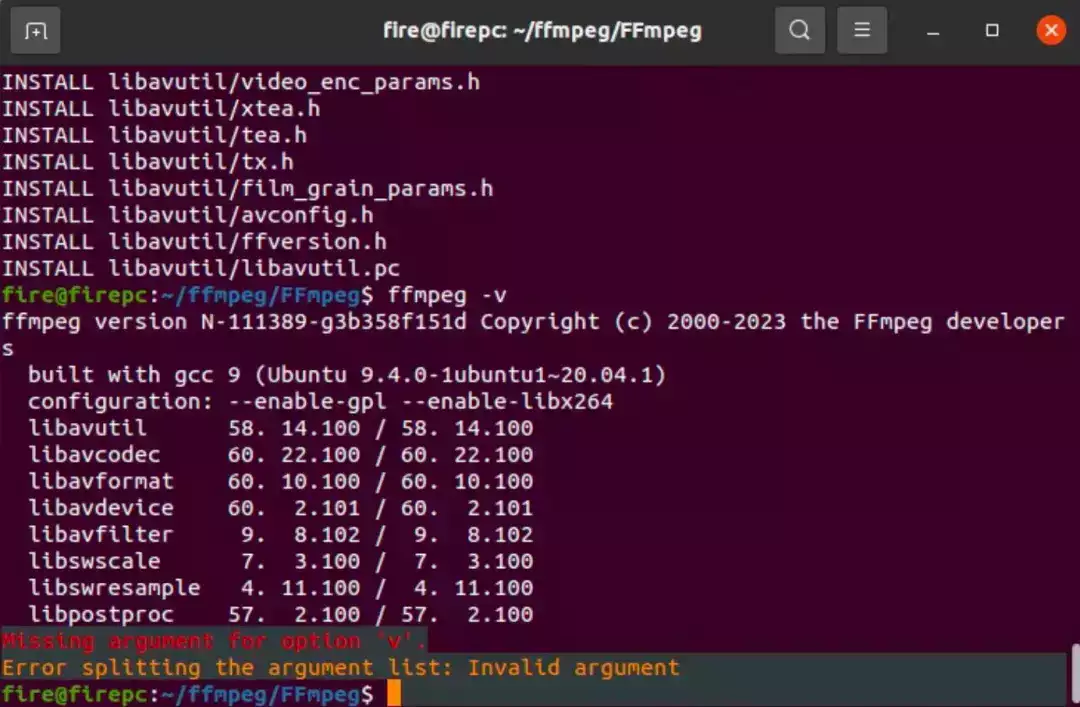 fire@firepc: ~/ffmpeg/FFmpeg
INSTALL libavutil/video_enc_params.h
INSTALL libavutil/xtea.h
INSTALL libavutil/tea.h
INSTALL libavutil/tx.h
INSTALL libavutil/film_grain_params.h
INSTALL libavutil/avconfig.h
INSTALL libavutil/ffversion.h
INSTALL libavutil/libavutil.pc
fire@firepc:~/ffmpeg/FFmpeg$ ffmpeg -v
ffmpeg version N-111389-g3b358f151d Copyright (c) 2000-2023 the FFmpeg developer
s
  built with gcc 9 (Ubuntu 9.4.0-1ubuntu1~20.04.1)
  configuration: --enable-gpl --enable-libx264
  libavutil      58. 14.100 / 58. 14.100
  libavcodec     60. 22.100 / 60. 22.100
  libavformat    60. 10.100 / 60. 10.100
  libavdevice    60.  2.101 / 60.  2.101
  libavfilter     9.  8.102 /  9.  8.102
  libswscale      7.  3.100 /  7.  3.100
  libswresample   4. 11.100 /  4. 11.100
  libpostproc    57.  2.100 / 57.  2.100
Missing argument for option 'v'.
Error splitting the argument list: Invalid argument
fire@firepc:~/ffmpeg/FFmpeg$